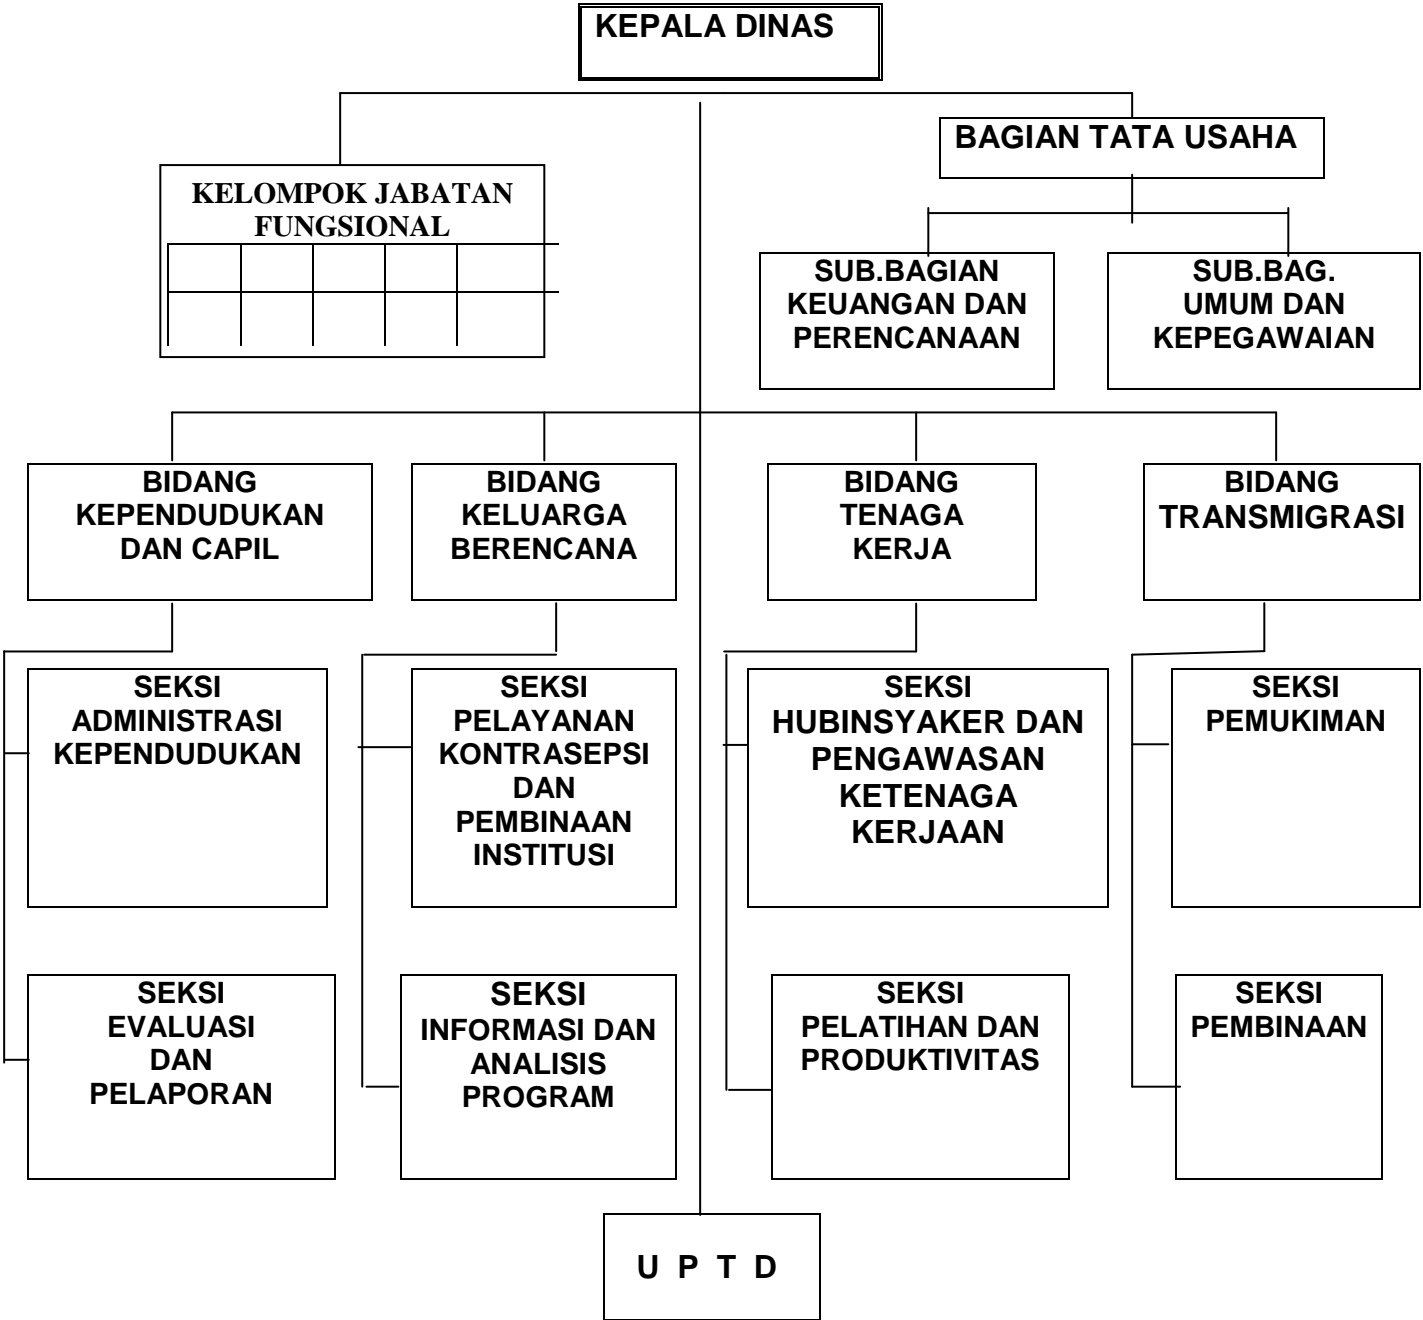 KEPALA DINAS
BAGIAN TATA USAHA
KELOMPOK JABATAN
FUNGSIONAL
SUB.BAGIAN
KEUANGAN DAN
PERENCANAAN
SUB.BAG.
UMUM DAN
KEPEGAWAIAN
BIDANG
KEPENDUDUKAN
DAN CAPIL
BIDANG
KELUARGA
BERENCANA
BIDANG
TENAGA
KERJA
BIDANG
TRANSMIGRASI
SEKSI
ADMINISTRASI
KEPENDUDUKAN
SEKSI
PELAYANAN
KONTRASEPSI
DAN
PEMBINAAN
INSTITUSI
SEKSI
HUBINSYAKER DAN
PENGAWASAN
KETENAGA
KERJAAN
SEKSI
PEMUKIMAN
SEKSI
EVALUASI
DAN
PELAPORAN
SEKSI
INFORMASI DAN
ANALISIS
PROGRAM
SEKSI
PELATIHAN DAN
PRODUKTIVITAS
SEKSI
PEMBINAAN
U P T D